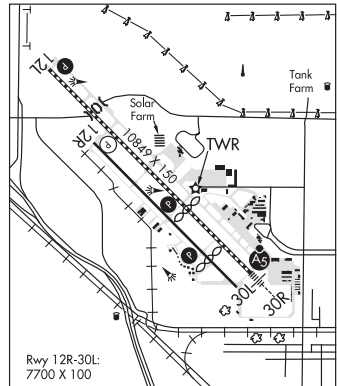 12L
P
Tank
Farm
Solar
Farm
12R
P
10849 X 150
TWR
P
P
A5
30L
30R
Rwy 12R-30L:
7700 X 100